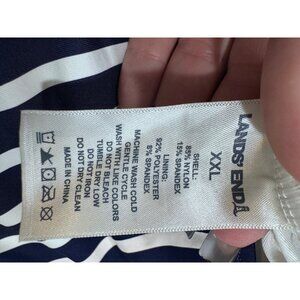 LANDS' END
XXL
SHELL:
85% NYLON
15% SPANDEX
LINING:
92% POLYESTER
8% SPANDEX
MACHINE WASH COLD
GENTLE CYCLE
WASH WITH LIKE COLORS
DO NOT BLEACH
TUMBLE DRY LOW
DO NOT IRON
DO NOT DRY CLEAN
MADE IN CHINA